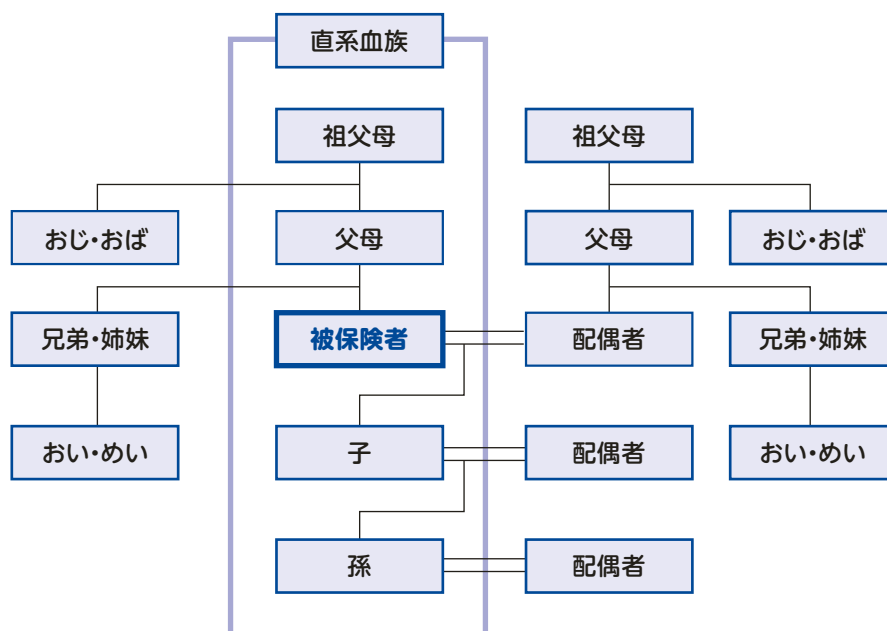 直系血族
祖父母
祖父母
おじ・おば
父母
父母
おじ・おば
兄弟・姉妹
被保険者
配偶者
兄弟・姉妹
おい・めい
子
配偶者
おい・めい
孫
配偶者